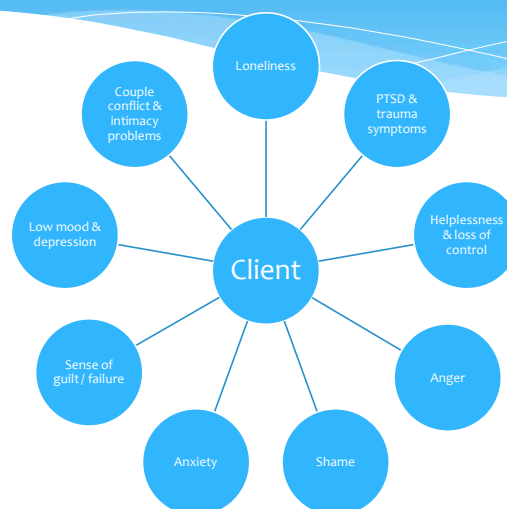 Loneliness
Couple
conflict &
intimacy
problems
PTSD &
trauma
symptoms
Low mood &
depression
Helplessness
& loss of
control
Client
Sense of
guilt / failure
Anger
Anxiety
Shame